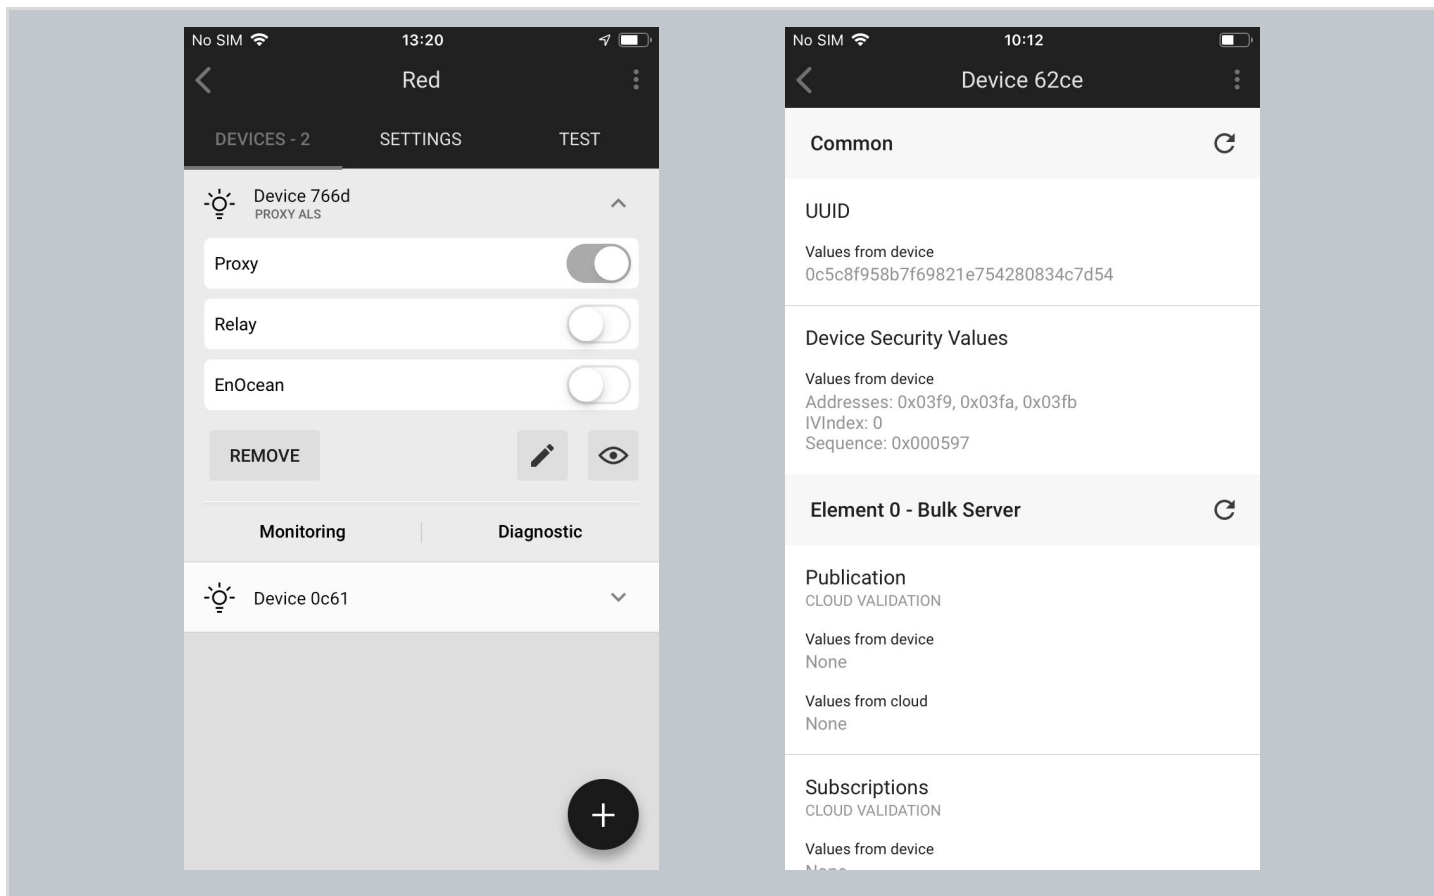 No SIM 13:20
Red
DEVICES - 2 SETTINGS TEST
Device 766d
PROXY ALS
Proxy
Relay
EnOcean
REMOVE
Monitoring Diagnostic
Device 0c61
No SIM 10:12
Device 62ce
Common
UUID
Values from device
0c5c8f958b7f69821e754280834c7d54
Device Security Values
Values from device
Addresses: 0x03f9, 0x03fa, 0x03fb
IVIndex: 0
Sequence: 0x000597
Element 0 - Bulk Server
Publication
CLOUD VALIDATION
Values from device
None
Values from cloud
None
Subscriptions
CLOUD VALIDATION
Values from device